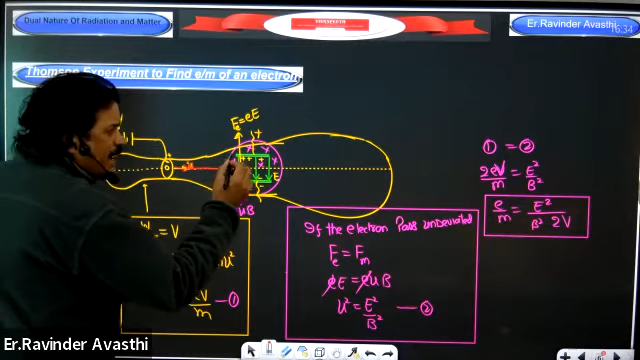 Dual Nature Of Radiation and Matter
Er.Ravinder Avasthi
16:34
Thomson Experiment to Find e/m of an electron
Fe = eE
E
u
= V
If the electron Pass undeviated
Fe = Fm
eE = euB
u² = E²/B² — ②
V/m — ①
① = ②
2eV/m = E²/B²
e/m = E²/B² 2V
Er.Ravinder Avasthi